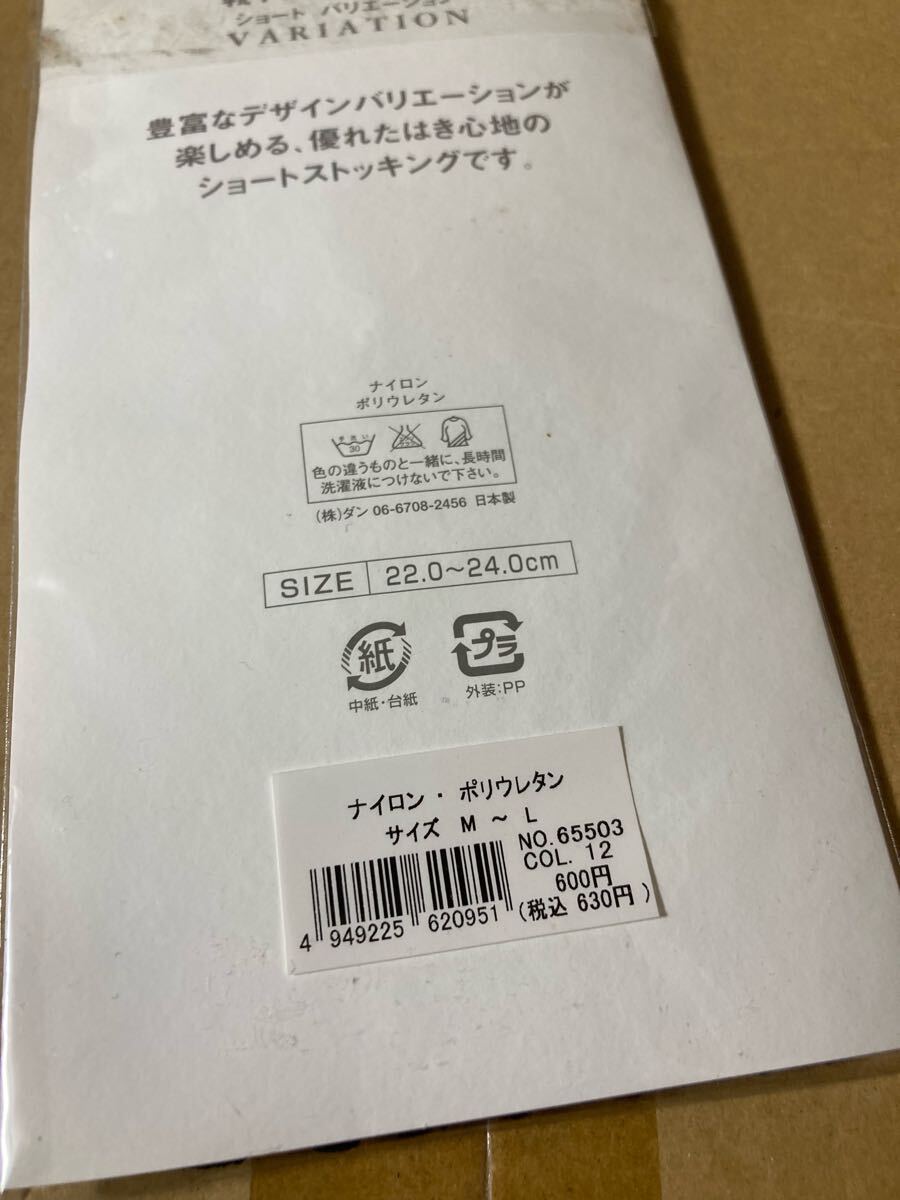 ショート バリエーション
VARIATION
豊富なデザインバリエーションが
楽しめる、優れたはき心地の
ショートストッキングです。
ナイロン
ポリウレタン
手洗い
30
色の違うものと一緒に、長時間
洗濯液につけないで下さい。
(株)ダン 06-6708-2456 日本製
SIZE 22.0～24.0cm
紙
中紙・台紙
プラ
外装:PP
ナイロン ・ ポリウレタン
サイズ M ～ L
NO.65503
COL. 12
600円
(税込 630円)
4 949225 620951